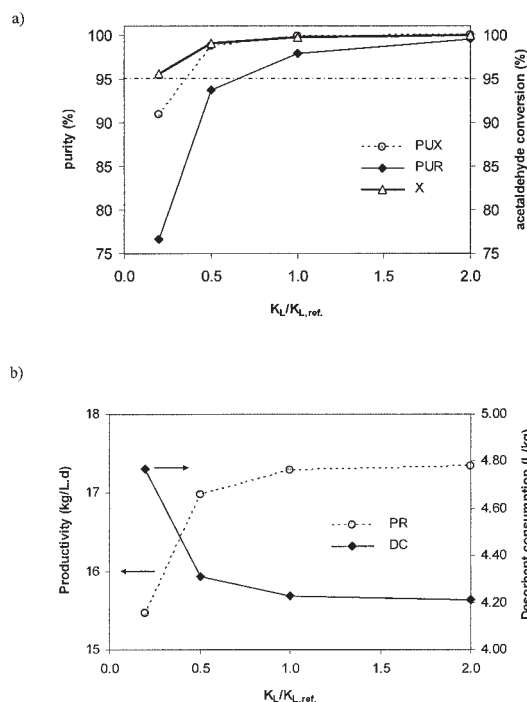 a)
100
95
90
85
80
75
purity (%)
100
95
90
85
80
75
acetaldehyde conversion (%)
PUX
PUR
X
0.0 0.5 1.0 1.5 2.0
K_L/K_L,ref.
b)
18
17
16
15
Productivity (kg/L.d)
5.00
4.80
4.60
4.40
4.20
4.00
Desorbent consumption (L/kg)
PR
DC
0.0 0.5 1.0 1.5 2.0
K_L/K_L,ref.